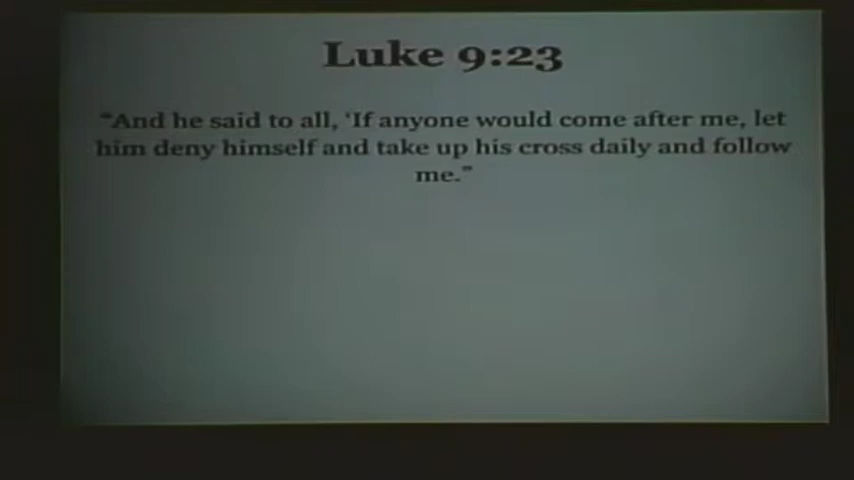 Luke 9:23
"And he said to all, 'If anyone would come after me, let
him deny himself and take up his cross daily and follow
me."